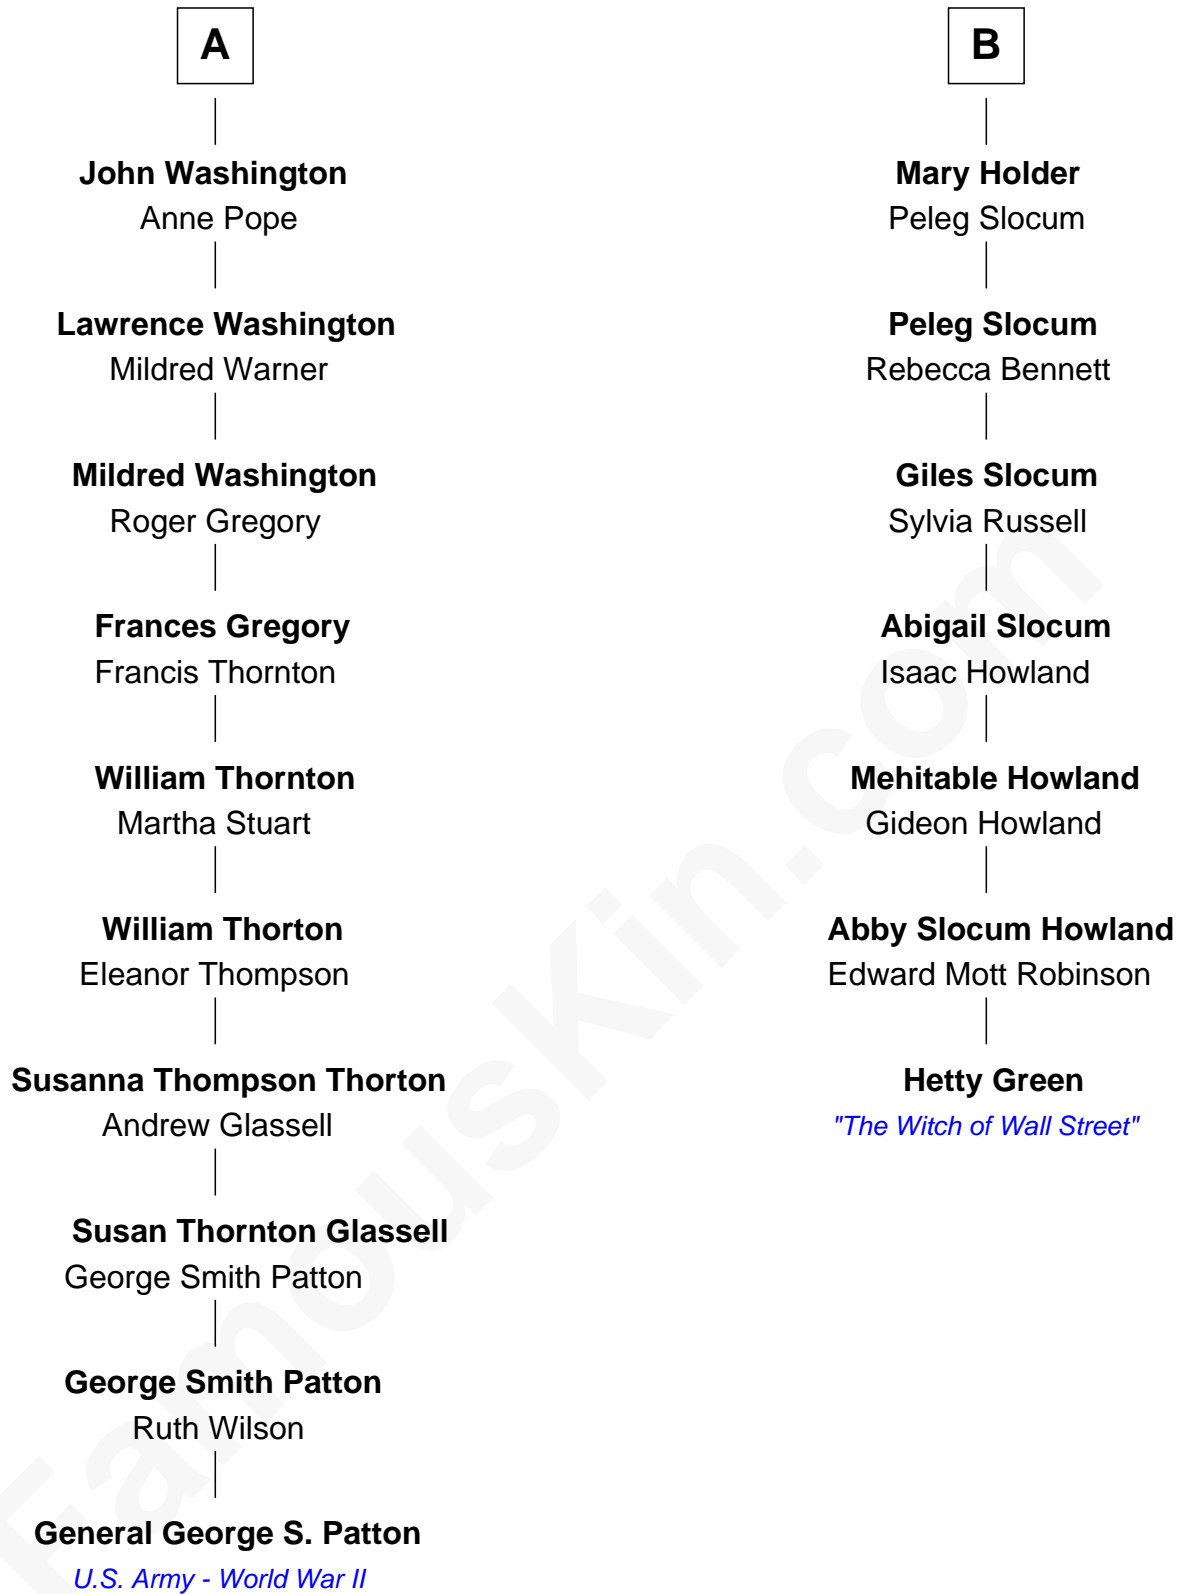 A
John Washington
Anne Pope
Lawrence Washington
Mildred Warner
Mildred Washington
Roger Gregory
Frances Gregory
Francis Thornton
William Thornton
Martha Stuart
William Thorton
Eleanor Thompson
Susanna Thompson Thorton
Andrew Glassell
Susan Thornton Glassell
George Smith Patton
George Smith Patton
Ruth Wilson
General George S. Patton
U.S. Army - World War II
B
Mary Holder
Peleg Slocum
Peleg Slocum
Rebecca Bennett
Giles Slocum
Sylvia Russell
Abigail Slocum
Isaac Howland
Mehitable Howland
Gideon Howland
Abby Slocum Howland
Edward Mott Robinson
Hetty Green
"The Witch of Wall Street"
FamousKin.com